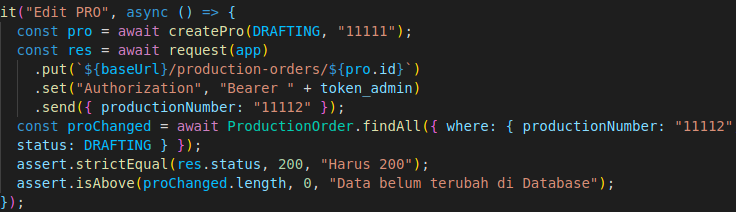 it("Edit PRO", async () => {
  const pro = await createPro(DRAFTING, "11111");
  const res = await request(app)
    .put(`${baseUrl}/production-orders/${pro.id}`)
    .set("Authorization", "Bearer " + token_admin)
    .send({ productionNumber: "11112" });
  const proChanged = await ProductionOrder.findAll({ where: { productionNumber: "11112"
  status: DRAFTING } });
  assert.strictEqual(res.status, 200, "Harus 200");
  assert.isAbove(proChanged.length, 0, "Data belum terubah di Database");
});